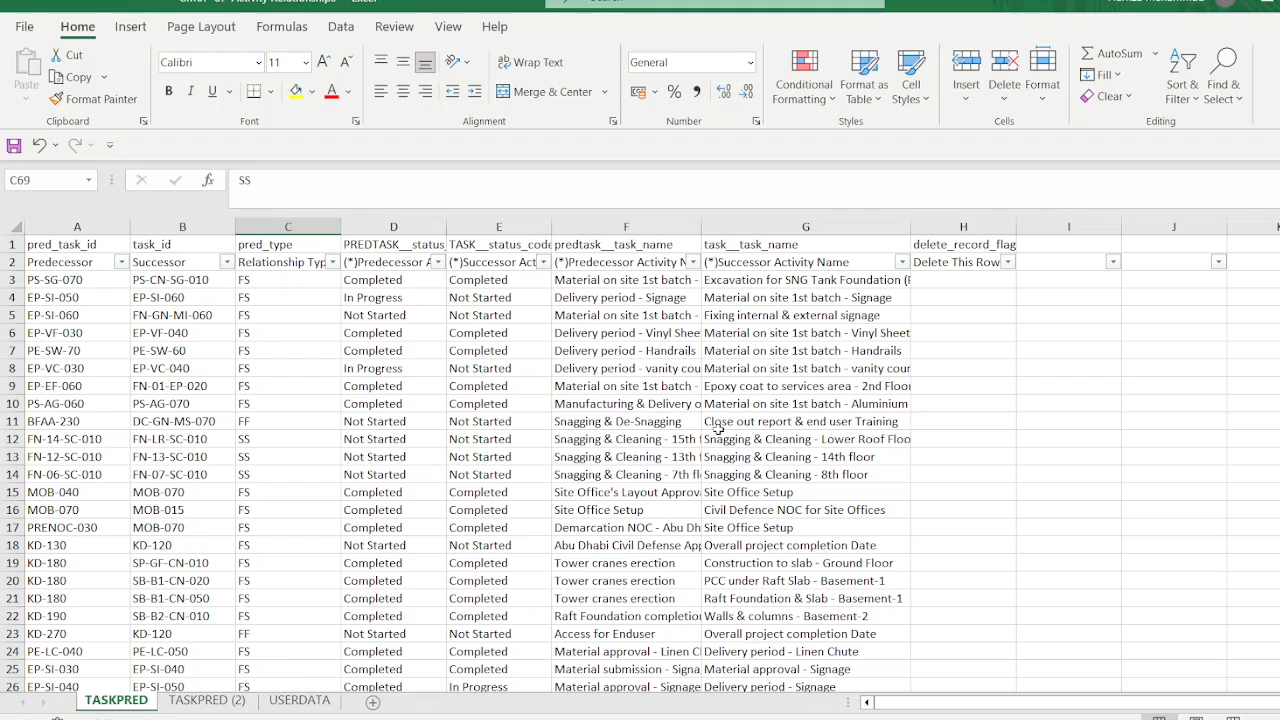 File Home Insert Page Layout Formulas Data Review View Help
Paste Cut Copy Format Painter Clipboard
Calibri 11 Font
Wrap Text Merge & Center Alignment
General Number
Conditional Formatting Format as Table Cell Styles Styles
Insert Delete Format Cells
AutoSum Fill Clear Sort & Filter Find & Select Editing
C69 fx SS
A B C D E F G H I J K
1 pred_task_id task_id pred_type PREDTASK__status_ TASK__status_code predtask__task_name task__task_name delete_record_flag
2 Predecessor Successor Relationship Typ (*)Predecessor A (*)Successor Act (*)Predecessor Activity N (*)Successor Activity Name Delete This Row
3 PS-SG-070 PS-CN-SG-010 FS Completed Completed Material on site 1st batch - Excavation for SNG Tank Foundation (
4 EP-SI-050 EP-SI-060 FS In Progress Not Started Delivery period - Signage Material on site 1st batch - Signage
5 EP-SI-060 FN-GN-MI-060 FS Not Started Not Started Material on site 1st batch - Fixing internal & external signage
6 EP-VF-030 EP-VF-040 FS Completed Completed Delivery period - Vinyl Shee Material on site 1st batch - Vinyl Sheet
7 PE-SW-70 PE-SW-60 FS Completed Completed Delivery period - Handrails Material on site 1st batch - Handrails
8 EP-VC-030 EP-VC-040 FS In Progress Not Started Delivery period - vanity cou Material on site 1st batch - vanity cour
9 EP-EF-060 FN-01-EP-020 FS Completed Completed Material on site 1st batch - Epoxy coat to services area - 2nd Floor
10 PS-AG-060 PS-AG-070 FS Completed Completed Manufacturing & Delivery o Material on site 1st batch - Aluminium
11 BFAA-230 DC-GN-MS-070 FF Not Started Not Started Snagging & De-Snagging Close out report & end user Training
12 FN-14-SC-010 FN-LR-SC-010 SS Not Started Not Started Snagging & Cleaning - 15th Snagging & Cleaning - Lower Roof Floo
13 FN-12-SC-010 FN-13-SC-010 SS Not Started Not Started Snagging & Cleaning - 13th Snagging & Cleaning - 14th floor
14 FN-06-SC-010 FN-07-SC-010 SS Not Started Not Started Snagging & Cleaning - 7th fl Snagging & Cleaning - 8th floor
15 MOB-040 MOB-070 FS Completed Completed Site Office's Layout Approv Site Office Setup
16 MOB-070 MOB-015 FS Completed Completed Site Office Setup Civil Defence NOC for Site Offices
17 PRENOC-030 MOB-070 FS Completed Completed Demarcation NOC - Abu Dh Site Office Setup
18 KD-130 KD-120 FS Not Started Not Started Abu Dhabi Civil Defense App Overall project completion Date
19 KD-180 SP-GF-CN-010 FS Completed Completed Tower cranes erection Construction to slab - Ground Floor
20 KD-180 SB-B1-CN-020 FS Completed Completed Tower cranes erection PCC under Raft Slab - Basement-1
21 KD-180 SB-B1-CN-050 FS Completed Completed Tower cranes erection Raft Foundation & Slab - Basement-1
22 KD-190 SB-B2-CN-010 FS Completed Completed Raft Foundation completion Walls & columns - Basement-2
23 KD-270 KD-120 FF Not Started Not Started Access for Enduser Overall project completion Date
24 PE-LC-040 PE-LC-050 FS Completed Completed Material approval - Linen C Delivery period - Linen Chute
25 EP-SI-030 EP-SI-040 FS Completed Completed Material submission - Signa Material approval - Signage
26 EP-SI-040 EP-SI-050 FS Completed In Progress Material approval - Signage Delivery period - Signage
TASKPRED TASKPRED (2) USERDATA